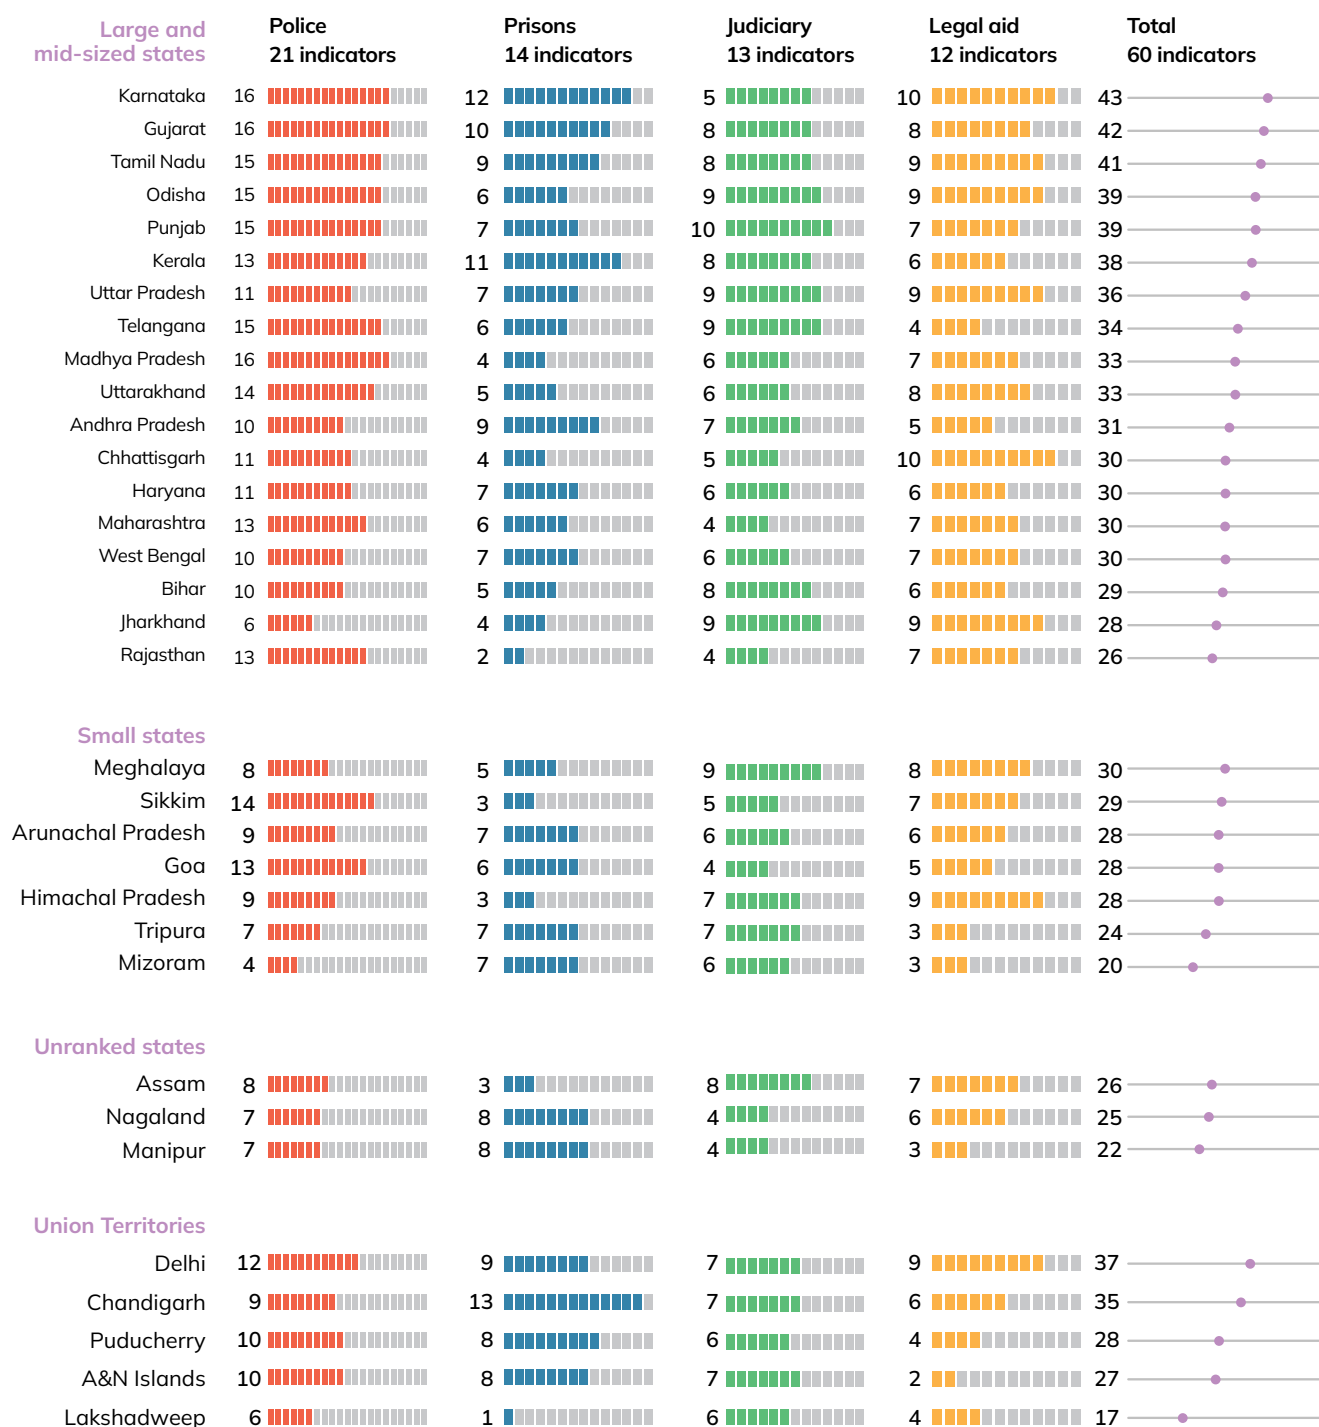 Large and mid-sized states Police 21 indicators Prisons 14 indicators Judiciary 13 indicators Legal aid 12 indicators Total 60 indicators
Karnataka 16 12 5 10 43
Gujarat 16 10 8 8 42
Tamil Nadu 15 9 8 9 41
Odisha 15 6 9 9 39
Punjab 15 7 10 7 39
Kerala 13 11 8 6 38
Uttar Pradesh 11 7 9 9 36
Telangana 15 6 9 4 34
Madhya Pradesh 16 4 6 7 33
Uttarakhand 14 5 6 8 33
Andhra Pradesh 10 9 7 5 31
Chhattisgarh 11 4 5 10 30
Haryana 11 7 6 6 30
Maharashtra 13 6 4 7 30
West Bengal 10 7 6 7 30
Bihar 10 5 8 6 29
Jharkhand 6 4 9 9 28
Rajasthan 13 2 4 7 26
Small states
Meghalaya 8 5 9 8 30
Sikkim 14 3 5 7 29
Arunachal Pradesh 9 7 6 6 28
Goa 13 6 4 5 28
Himachal Pradesh 9 3 7 9 28
Tripura 7 7 7 3 24
Mizoram 4 7 6 3 20
Unranked states
Assam 8 3 8 7 26
Nagaland 7 8 4 6 25
Manipur 7 8 4 3 22
Union Territories
Delhi 12 9 7 9 37
Chandigarh 9 13 7 6 35
Puducherry 10 8 6 4 28
A&N Islands 10 8 7 2 27
Lakshadweep 6 1 6 4 17